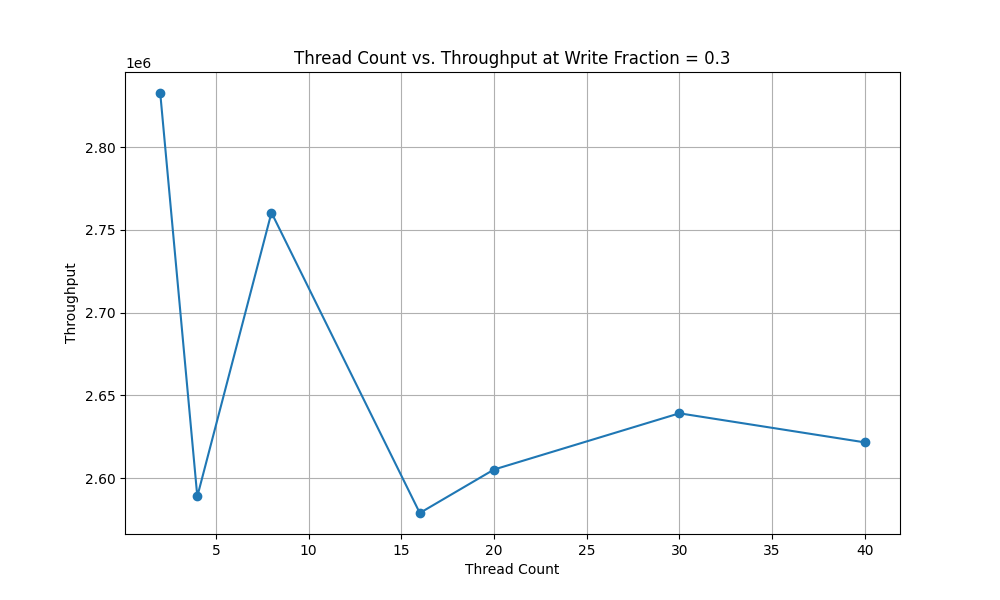 Thread Count vs. Throughput at Write Fraction = 0.3
1e6
2.80
2.75
2.70
2.65
2.60
Throughput
5 10 15 20 25 30 35 40
Thread Count